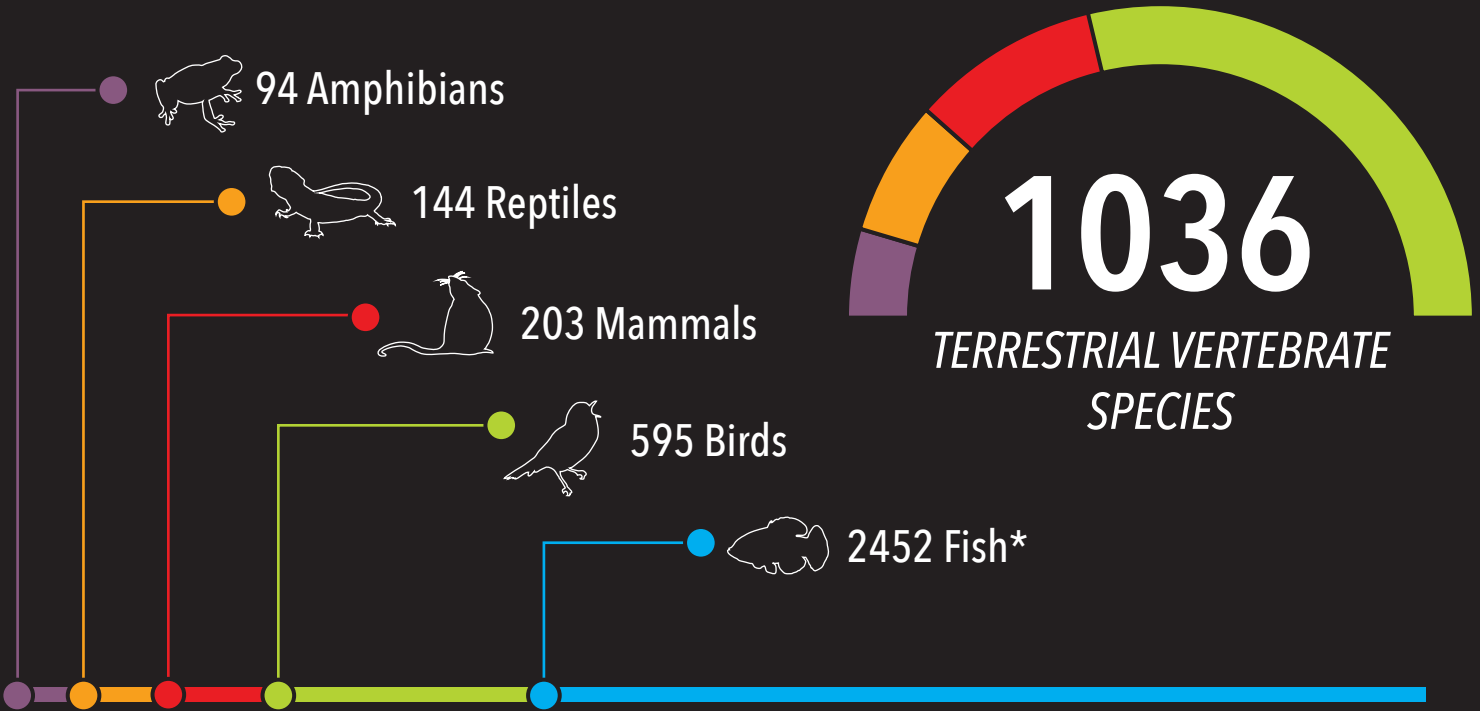 94 Amphibians
144 Reptiles
203 Mammals
595 Birds
2452 Fish*
1036
TERRESTRIAL VERTEBRATE
SPECIES